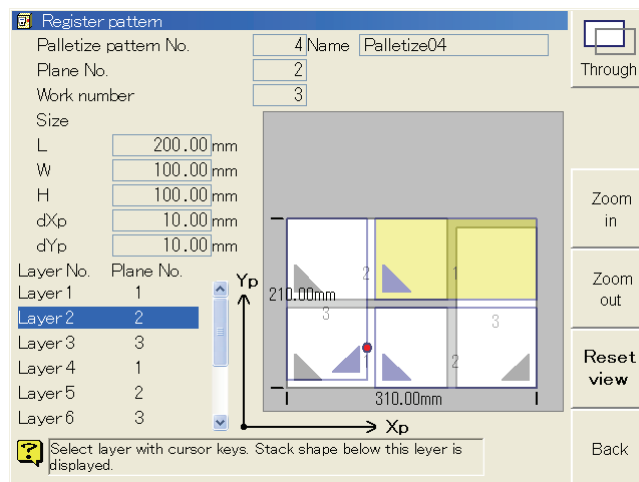 Register pattern
Palletize pattern No. 4 Name Palletize04
Plane No. 2
Work number 3
Size
L 200.00 mm
W 100.00 mm
H 100.00 mm
dXp 10.00 mm
dYp 10.00 mm
Layer No. Plane No.
Layer 1 1
Layer 2 2
Layer 3 3
Layer 4 1
Layer 5 2
Layer 6 3
Yp
2 1
210.00mm
3 3
1 2
310.00mm
Xp
Select layer with cursor keys. Stack shape below this leyer is
displayed.
Through
Zoom
in
Zoom
out
Reset
view
Back